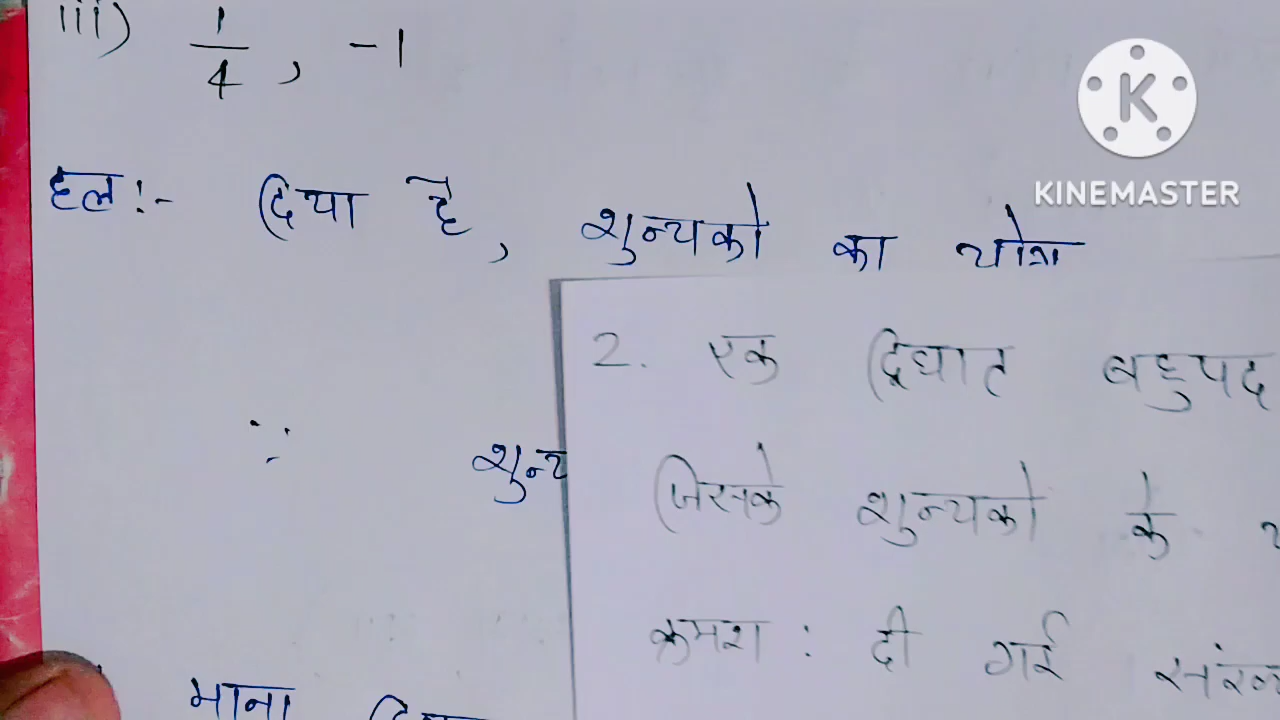 iii) 1/4 , -1
KINEMASTER
हल :- दिया है , शुन्यको का योग
2. एक द्विघात बहुपद
∵ शुन्य
जिसके शुन्यको के
क्रमश : दी गई
माना